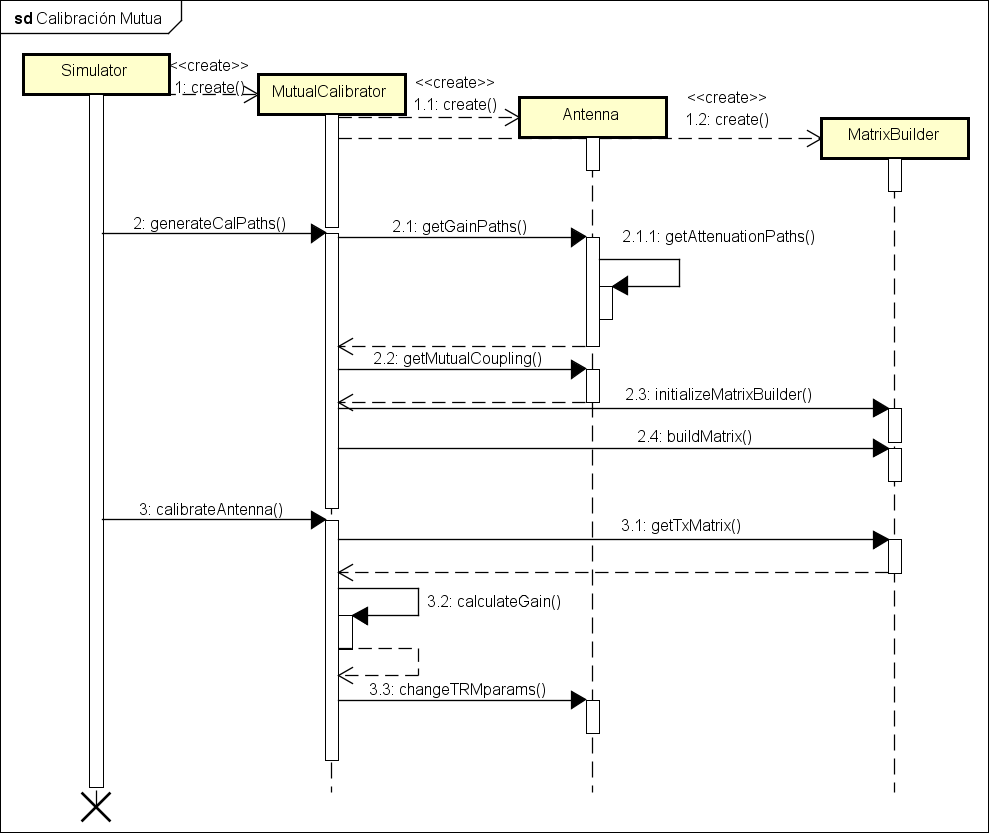 sd Calibración Mutua
Simulator
<<create>>
1: create()
MutualCalibrator
<<create>>
1.1: create()
Antenna
<<create>>
1.2: create()
MatrixBuilder
2: generateCalPaths()
2.1: getGainPaths()
2.1.1: getAttenuationPaths()
2.2: getMutualCoupling()
2.3: initializeMatrixBuilder()
2.4: buildMatrix()
3: calibrateAntenna()
3.1: getTxMatrix()
3.2: calculateGain()
3.3: changeTRMparams()